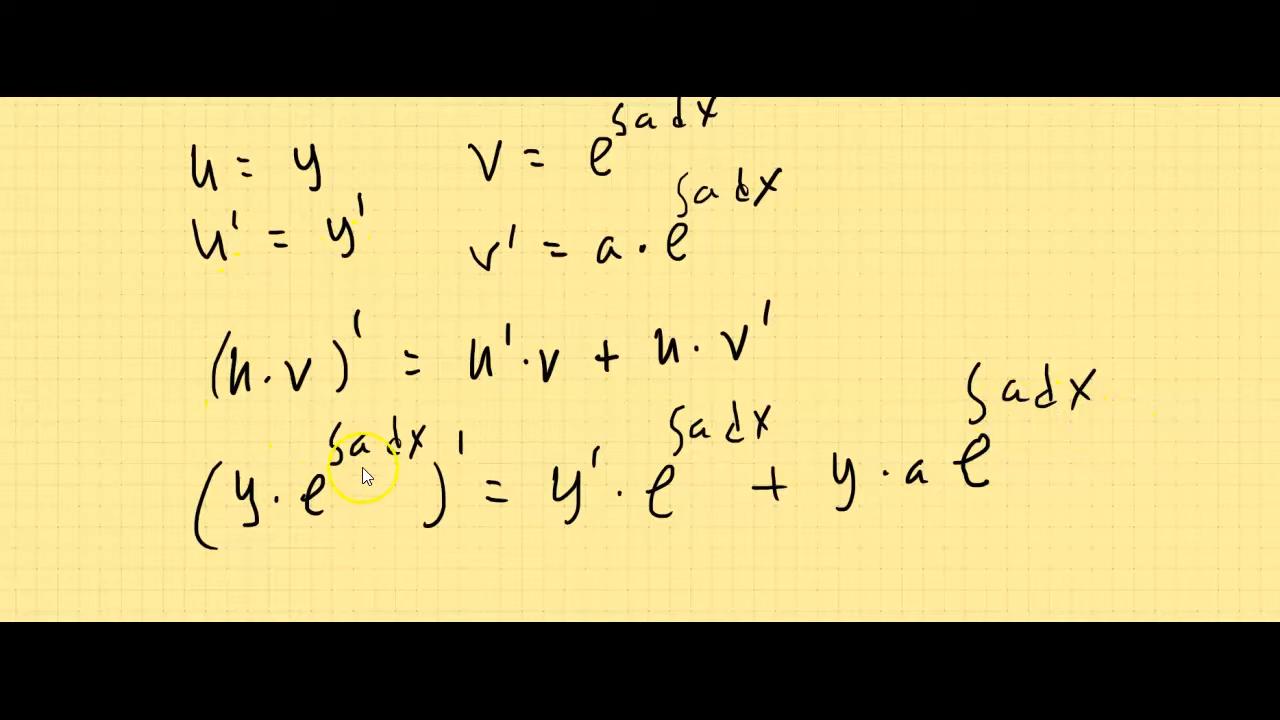 u = y v = e^∫a dx
u' = y' v' = a · e^∫a dx
(u · v)' = u' · v + u · v'
(y · e^∫a dx)' = y' · e^∫a dx + y · a e^∫a dx